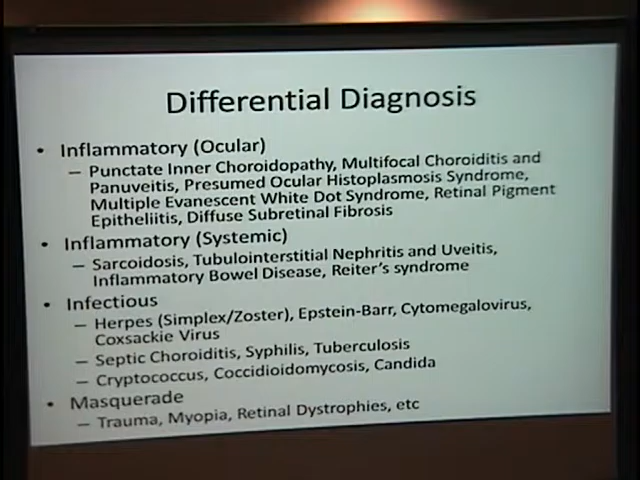 Differential Diagnosis
• Inflammatory (Ocular)
– Punctate Inner Choroidopathy, Multifocal Choroiditis and
Panuveitis, Presumed Ocular Histoplasmosis Syndrome,
Multiple Evanescent White Dot Syndrome, Retinal Pigment
Epitheliitis, Diffuse Subretinal Fibrosis
• Inflammatory (Systemic)
– Sarcoidosis, Tubulointerstitial Nephritis and Uveitis,
Inflammatory Bowel Disease, Reiter's syndrome
• Infectious
– Herpes (Simplex/Zoster), Epstein-Barr, Cytomegalovirus,
Coxsackie Virus
– Septic Choroiditis, Syphilis, Tuberculosis
– Cryptococcus, Coccidioidomycosis, Candida
• Masquerade
– Trauma, Myopia, Retinal Dystrophies, etc